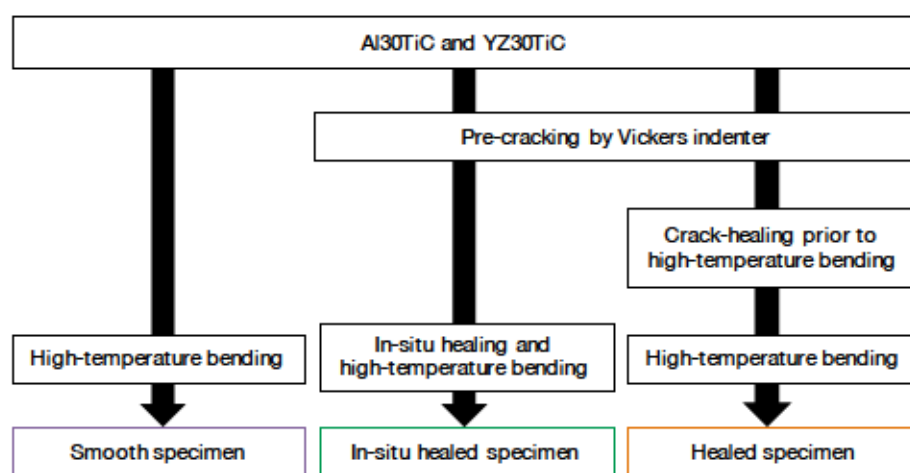 Al30TiC and YZ30TiC
Pre-cracking by Vickers indenter
Crack-healing prior to
high-temperature bending
High-temperature bending
In-situ healing and
high-temperature bending
High-temperature bending
Smooth specimen
In-situ healed specimen
Healed specimen